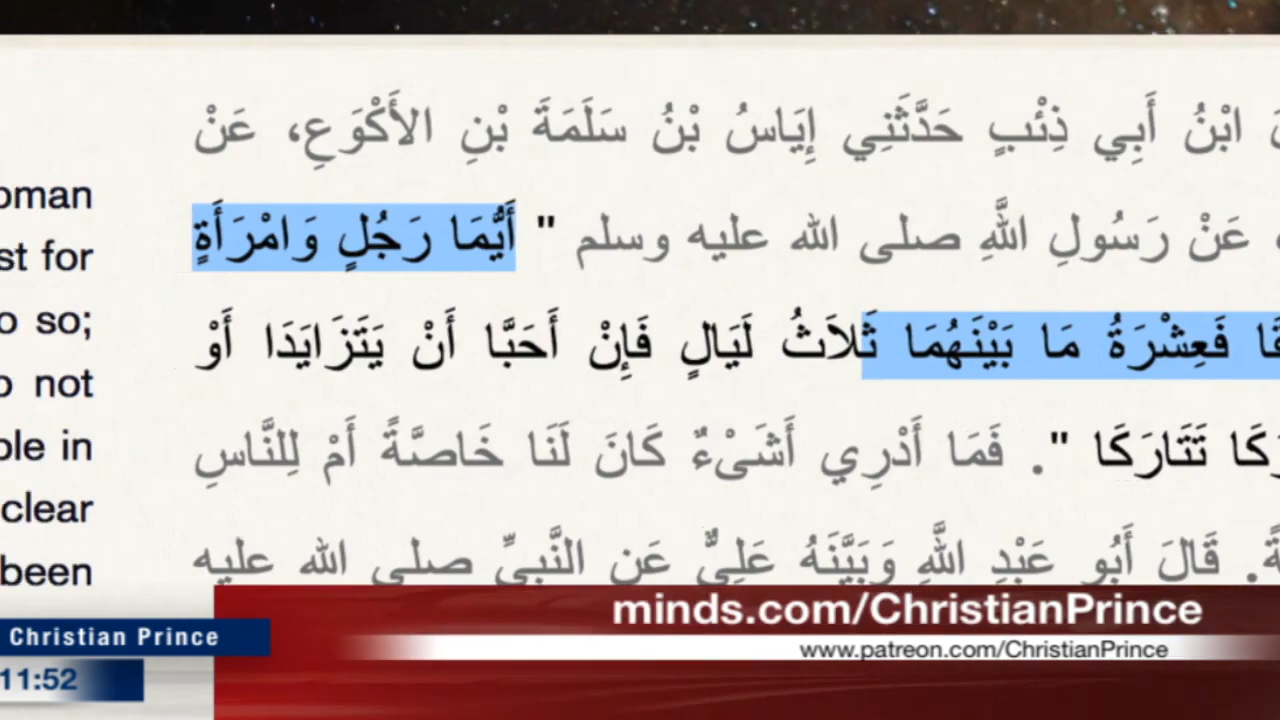 ابْنُ أَبِي ذِئْبٍ حَدَّثَنِي إِيَاسُ بْنُ سَلَمَةَ بْنِ الأَكْوَعِ، عَنْ
عَنْ رَسُولِ اللَّهِ صلى الله عليه وسلم " أَيُّمَا رَجُلٍ وَامْرَأَةٍ
فَعِشْرَةُ مَا بَيْنَهُمَا ثَلاَثُ لَيَالٍ فَإِنْ أَحَبَّا أَنْ يَتَزَايَدَا أَوْ
تَتَارَكَا ". فَمَا أَدْرِي أَشَىْءٌ كَانَ لَنَا خَاصَّةً أَمْ لِلنَّاسِ
قَالَ أَبُو عَبْدِ اللَّهِ وَبَيَّنَهُ عَلِيٌّ عَنِ النَّبِيِّ صلى الله عليه
oman
st for
o so;
o not
ble in
clear
been
minds.com/ChristianPrince
www.patreon.com/ChristianPrince
Christian Prince
11:52